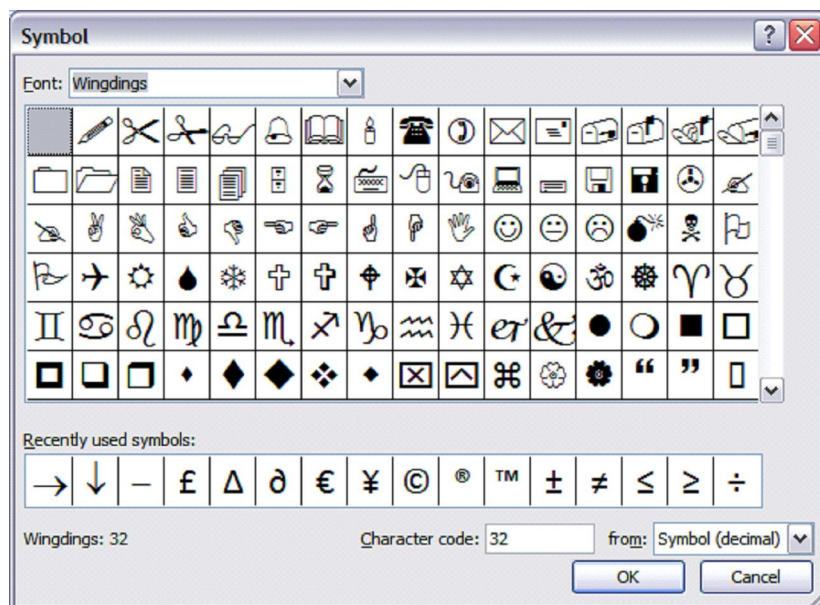 Symbol
Font: Wingdings
Recently used symbols:
→ ↓ – £ Δ ∂ € ¥ © ® ™ ± ≠ ≤ ≥ ÷
Wingdings: 32 Character code: 32 from: Symbol (decimal)
OK Cancel